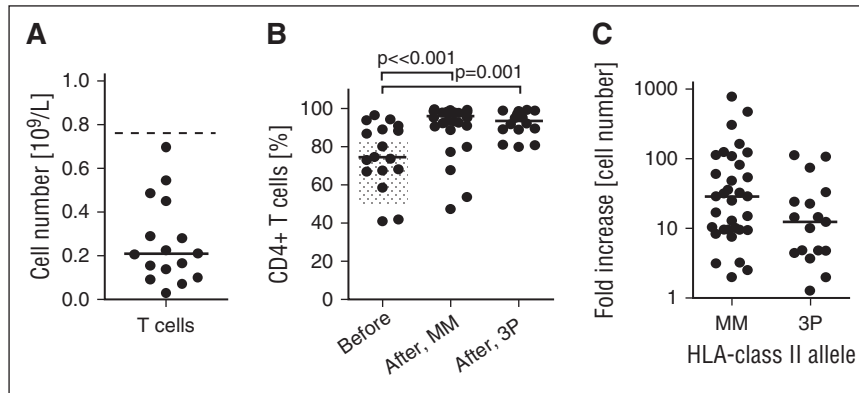 A
Cell number [10⁹/L]
1.0
0.8
0.6
0.4
0.2
0.0
T cells
B
p<<0.001
p=0.001
CD4+ T cells [%]
100
80
60
40
20
0
Before
After, MM
After, 3P
C
Fold increase [cell number]
1000
100
10
1
MM 3P
HLA-class II allele